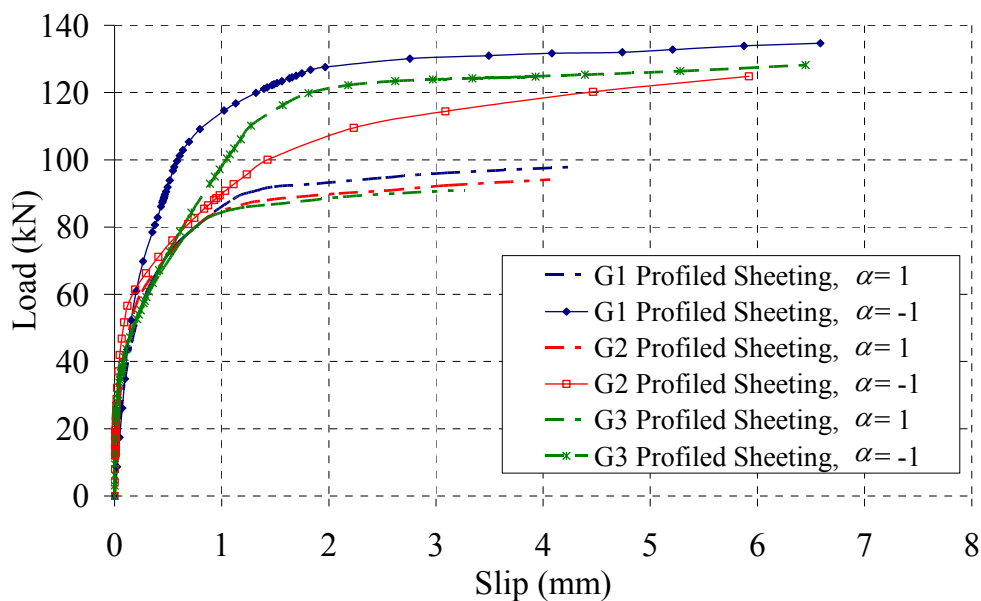 Load (kN)
140
120
100
80
60
40
20
0
0 1 2 3 4 5 6 7 8
Slip (mm)
G1 Profiled Sheeting, α = 1
G1 Profiled Sheeting, α = -1
G2 Profiled Sheeting, α = 1
G2 Profiled Sheeting, α = -1
G3 Profiled Sheeting, α = 1
G3 Profiled Sheeting, α = -1